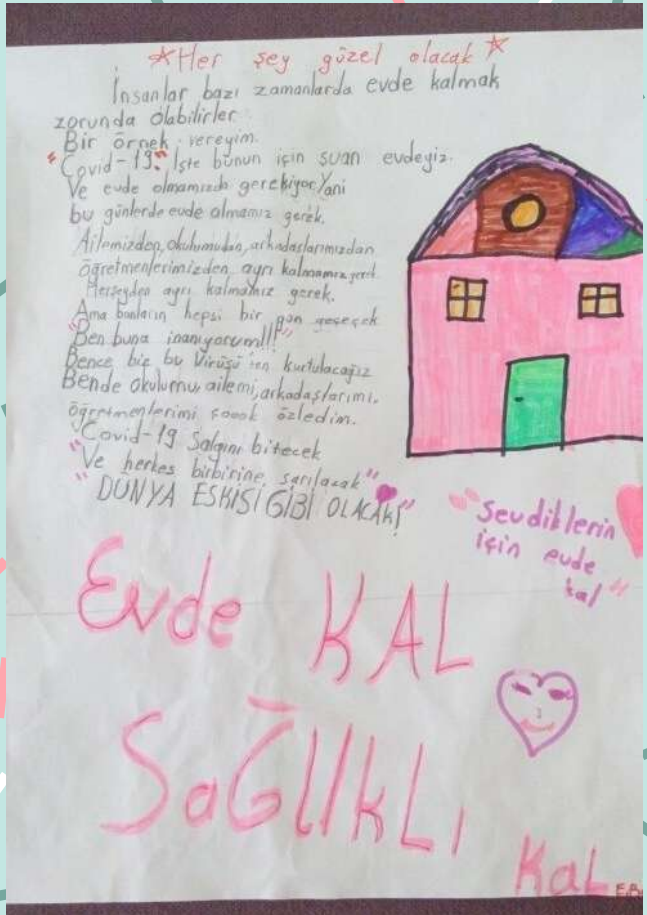 *Her şey güzel olacak*
İnsanlar bazı zamanlarda evde kalmak
zorunda olabilirler.
Bir örnek vereyim.
"Covid-19" İşte bunun için şuan evdeyiz.
Ve evde olmamızda gerekiyor. Yani
bu günlerde evde olmamız gerek.
Ailemizden, okulumudan, arkadaşlarımızdan
öğretmenlerimizden ayrı kalmamız gerek.
Herşeyden ayrı kalmamız gerek.
Ama bonların hepsi bir gün geçeçek
"Ben buna inanıyorum!!!"
Bence biz bu Virüsü'ten kurtulacağız
Bende okulumu, ailemi, arkadaşlarımı,
öğretmenlerimi çoook özledim.
"Covid-19 Salgını bitecek
"Ve herkes birbirine sarılacak"
"DÜNYA ESKİSİ GİBİ OLACAK!"
"Sevdiklerin
için evde
kal"
Evde KAL
SaĞlIkLı
KaL